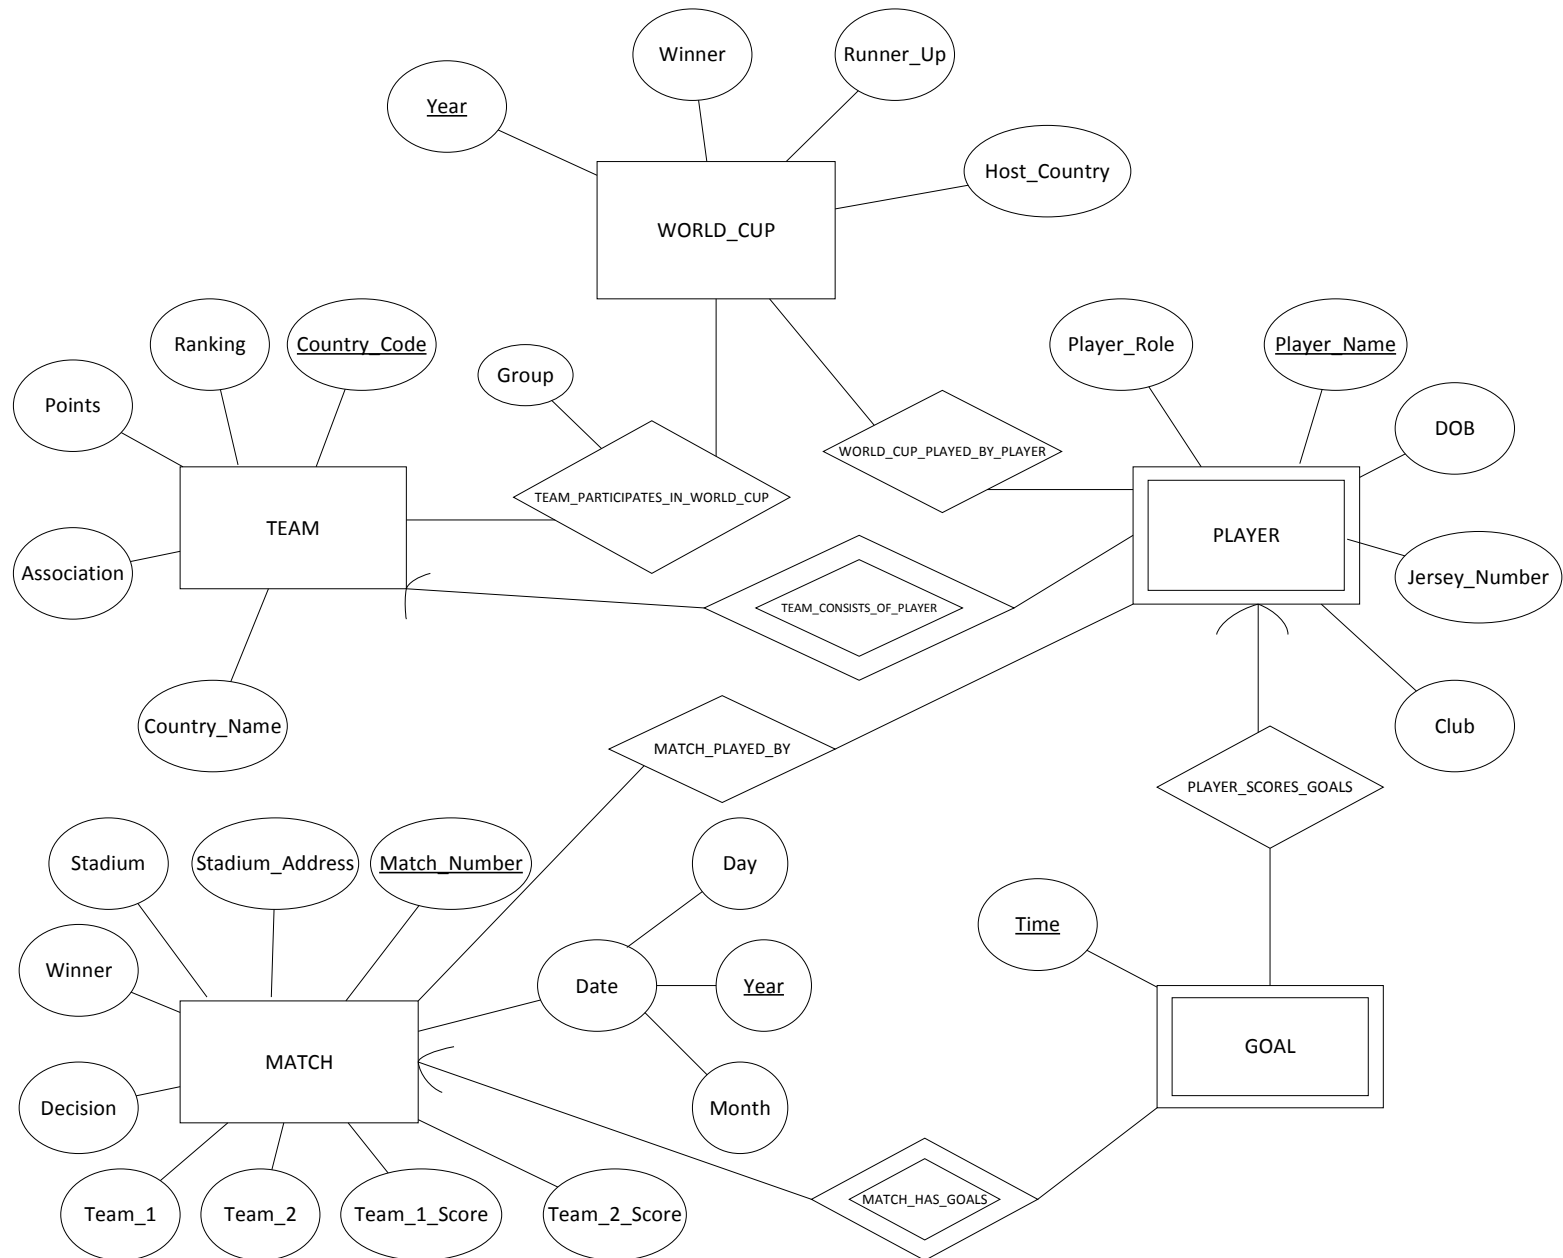 Winner
Runner_Up
Year
Host_Country
WORLD_CUP
Ranking
Country_Code
Group
Player_Role
Player_Name
Points
DOB
WORLD_CUP_PLAYED_BY_PLAYER
TEAM_PARTICIPATES_IN_WORLD_CUP
TEAM
PLAYER
Association
Jersey_Number
TEAM_CONSISTS_OF_PLAYER
Country_Name
Club
MATCH_PLAYED_BY
PLAYER_SCORES_GOALS
Stadium
Stadium_Address
Match_Number
Day
Time
Winner
Date
Year
MATCH
GOAL
Decision
Month
Team_1
Team_2
Team_1_Score
Team_2_Score
MATCH_HAS_GOALS